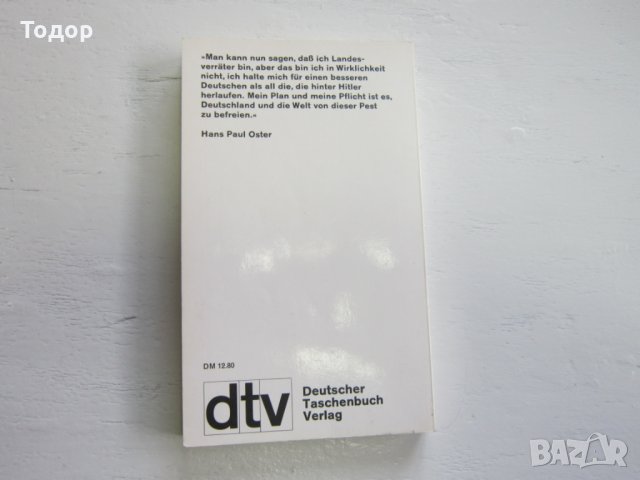 Todop
»Man kann nun sagen, daß ich Landes-
verräter bin, aber das bin ich in Wirklichkeit
nicht, ich halte mich für einen besseren
Deutschen als all die, die hinter Hitler
herlaufen. Mein Plan und meine Pflicht ist es,
Deutschland und die Welt von dieser Pest
zu befreien.«
Hans Paul Oster
DM 12.80
dtv
Deutscher
Taschenbuch
Verlag
BAZAR